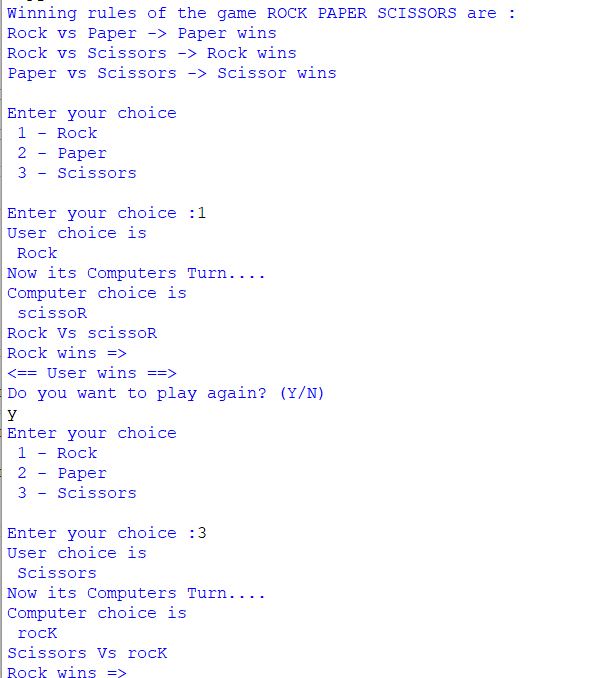 Winning rules of the game ROCK PAPER SCISSORS are :
Rock vs Paper -> Paper wins
Rock vs Scissors -> Rock wins
Paper vs Scissors -> Scissor wins
Enter your choice
1 - Rock
2 - Paper
3 - Scissors
Enter your choice :1
User choice is
Rock
Now its Computers Turn....
Computer choice is
scissoR
Rock Vs scissoR
Rock wins =>
<== User wins ==>
Do you want to play again? (Y/N)
y
Enter your choice
1 - Rock
2 - Paper
3 - Scissors
Enter your choice :3
User choice is
Scissors
Now its Computers Turn....
Computer choice is
rocK
Scissors Vs rocK
Rock wins =>